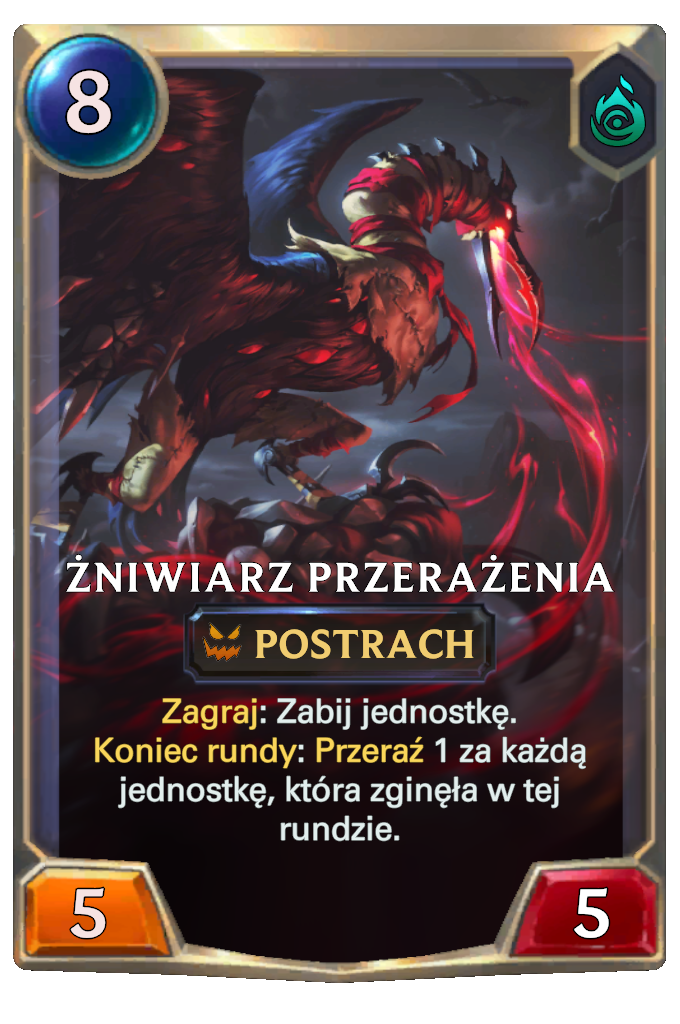 8
ŻNIWIARZ PRZERAŻENIA
POSTRACH
Zagraj: Zabij jednostkę.
Koniec rundy: Przeraź 1 za każdą
jednostkę, która zginęła w tej
rundzie.
5
5